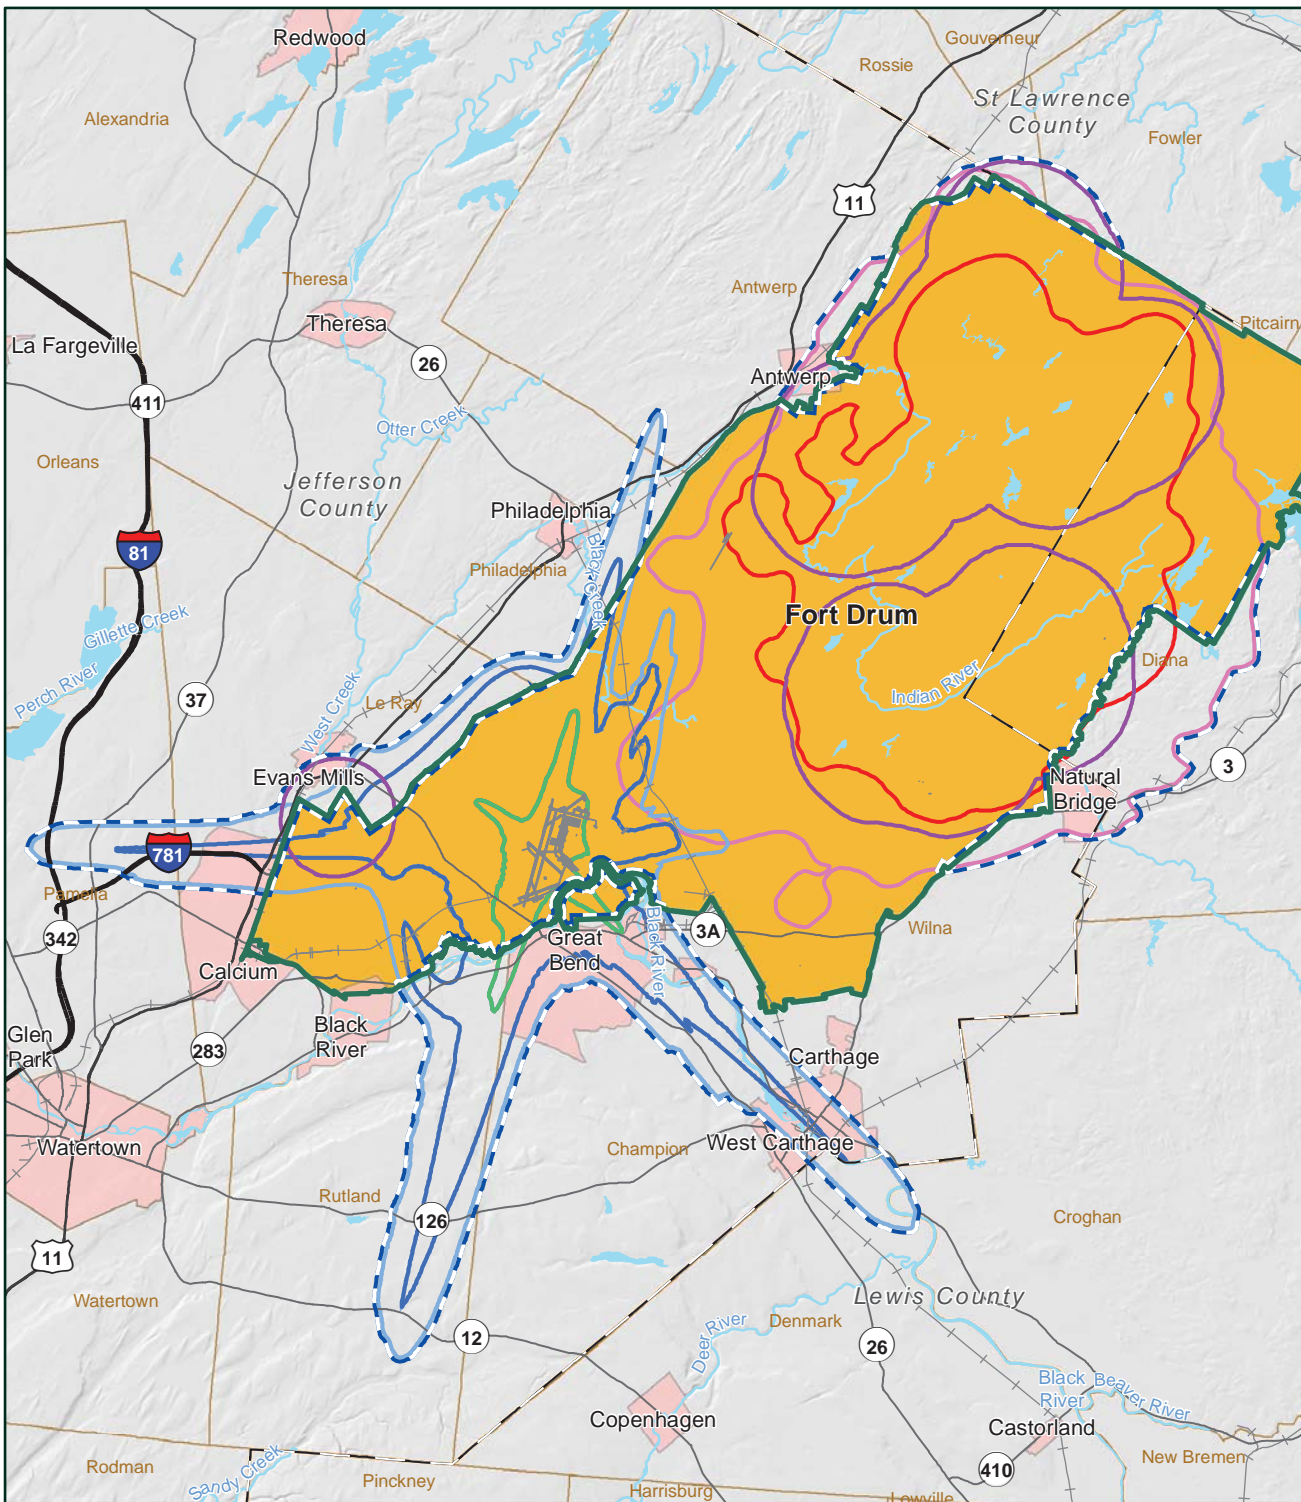 Redwood
Gouverneur
Rossie
St Lawrence
County
Alexandria
Fowler
11
Theresa
Antwerp
Theresa
Pitcairn
La Fargeville
26
Antwerp
411
Otter Creek
Orleans
Jefferson
County
Philadelphia
81
Black Creek
Philadelphia
Fort Drum
Gillette Creek
Diana
Perch River
Indian River
37
Le Ray
West Creek
3
Evans Mills
Natural
Bridge
781
Pamelia
Black River
Wilna
342
3A
Great
Bend
Calcium
Black
River
Glen
Park
283
Carthage
Watertown
Champion
West Carthage
Rutland
126
Croghan
11
Watertown
Lewis County
Denmark
12
Deer River
26
Black
River
Beaver River
Copenhagen
Castorland
New Bremen
Rodman
Sandy Creek
Pinckney
410
Harrisburg
Lowville